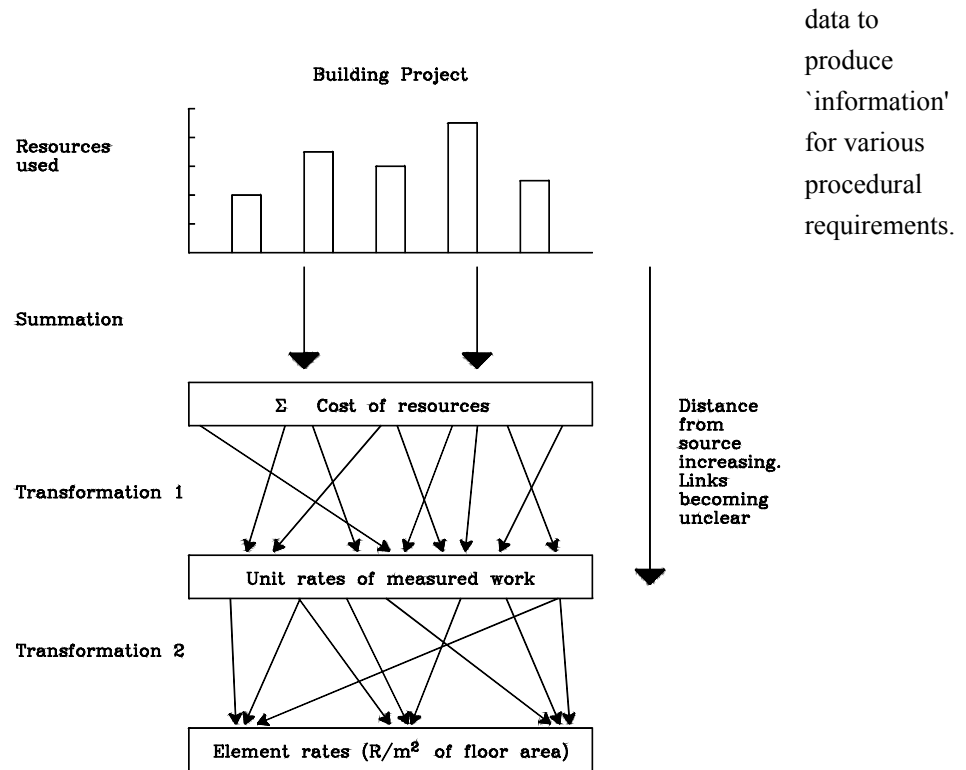 data to
produce
`information'
for various
procedural
requirements.
Building Project
Resources
used
Summation
Σ Cost of resources
Distance
from
source
increasing.
Links
becoming
unclear
Transformation 1
Unit rates of measured work
Transformation 2
Element rates (R/m² of floor area)